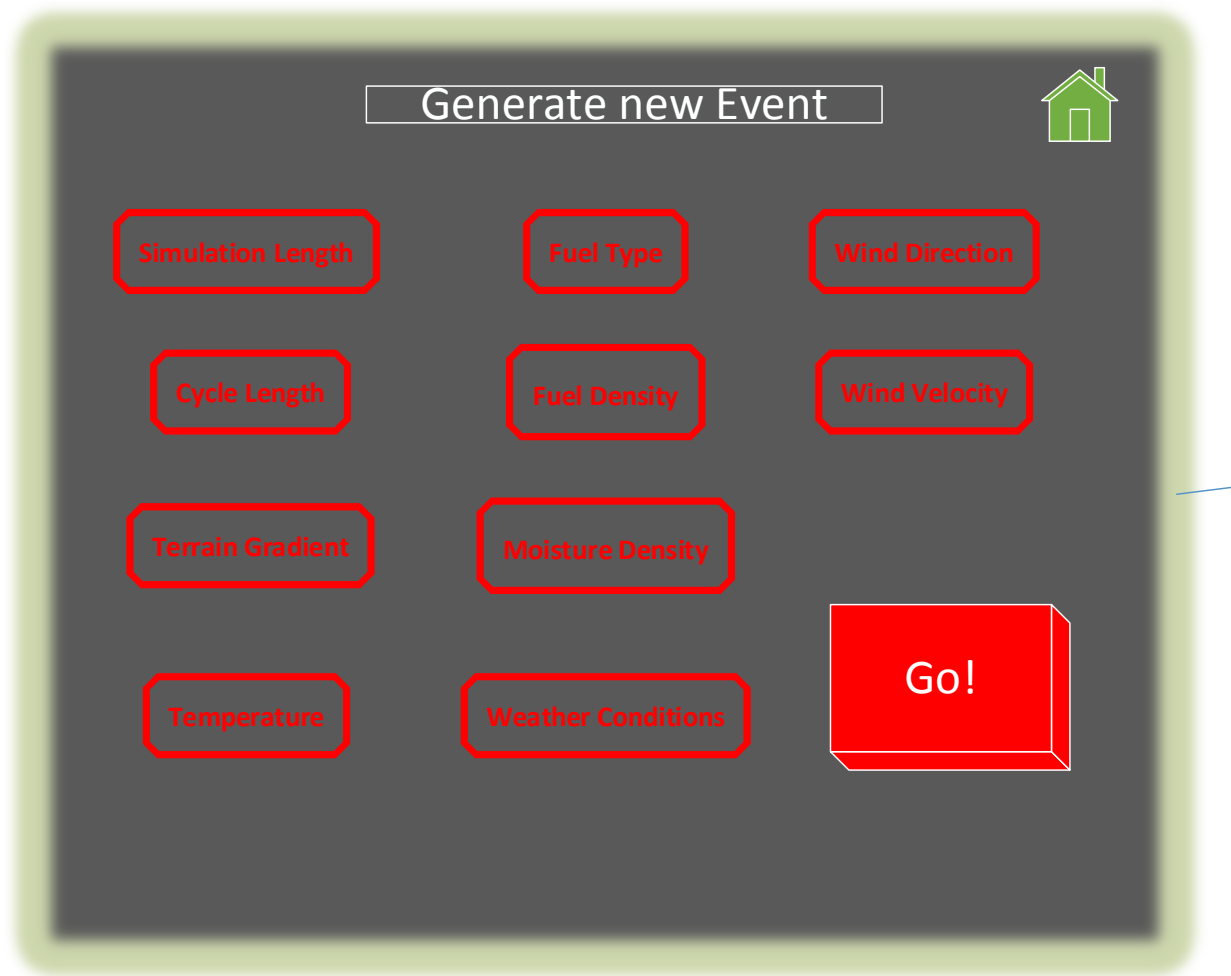 Generate new Event
Simulation Length
Fuel Type
Wind Direction
Cycle Length
Fuel Density
Wind Velocity
Terrain Gradient
Moisture Density
Temperature
Weather Conditions
Go!